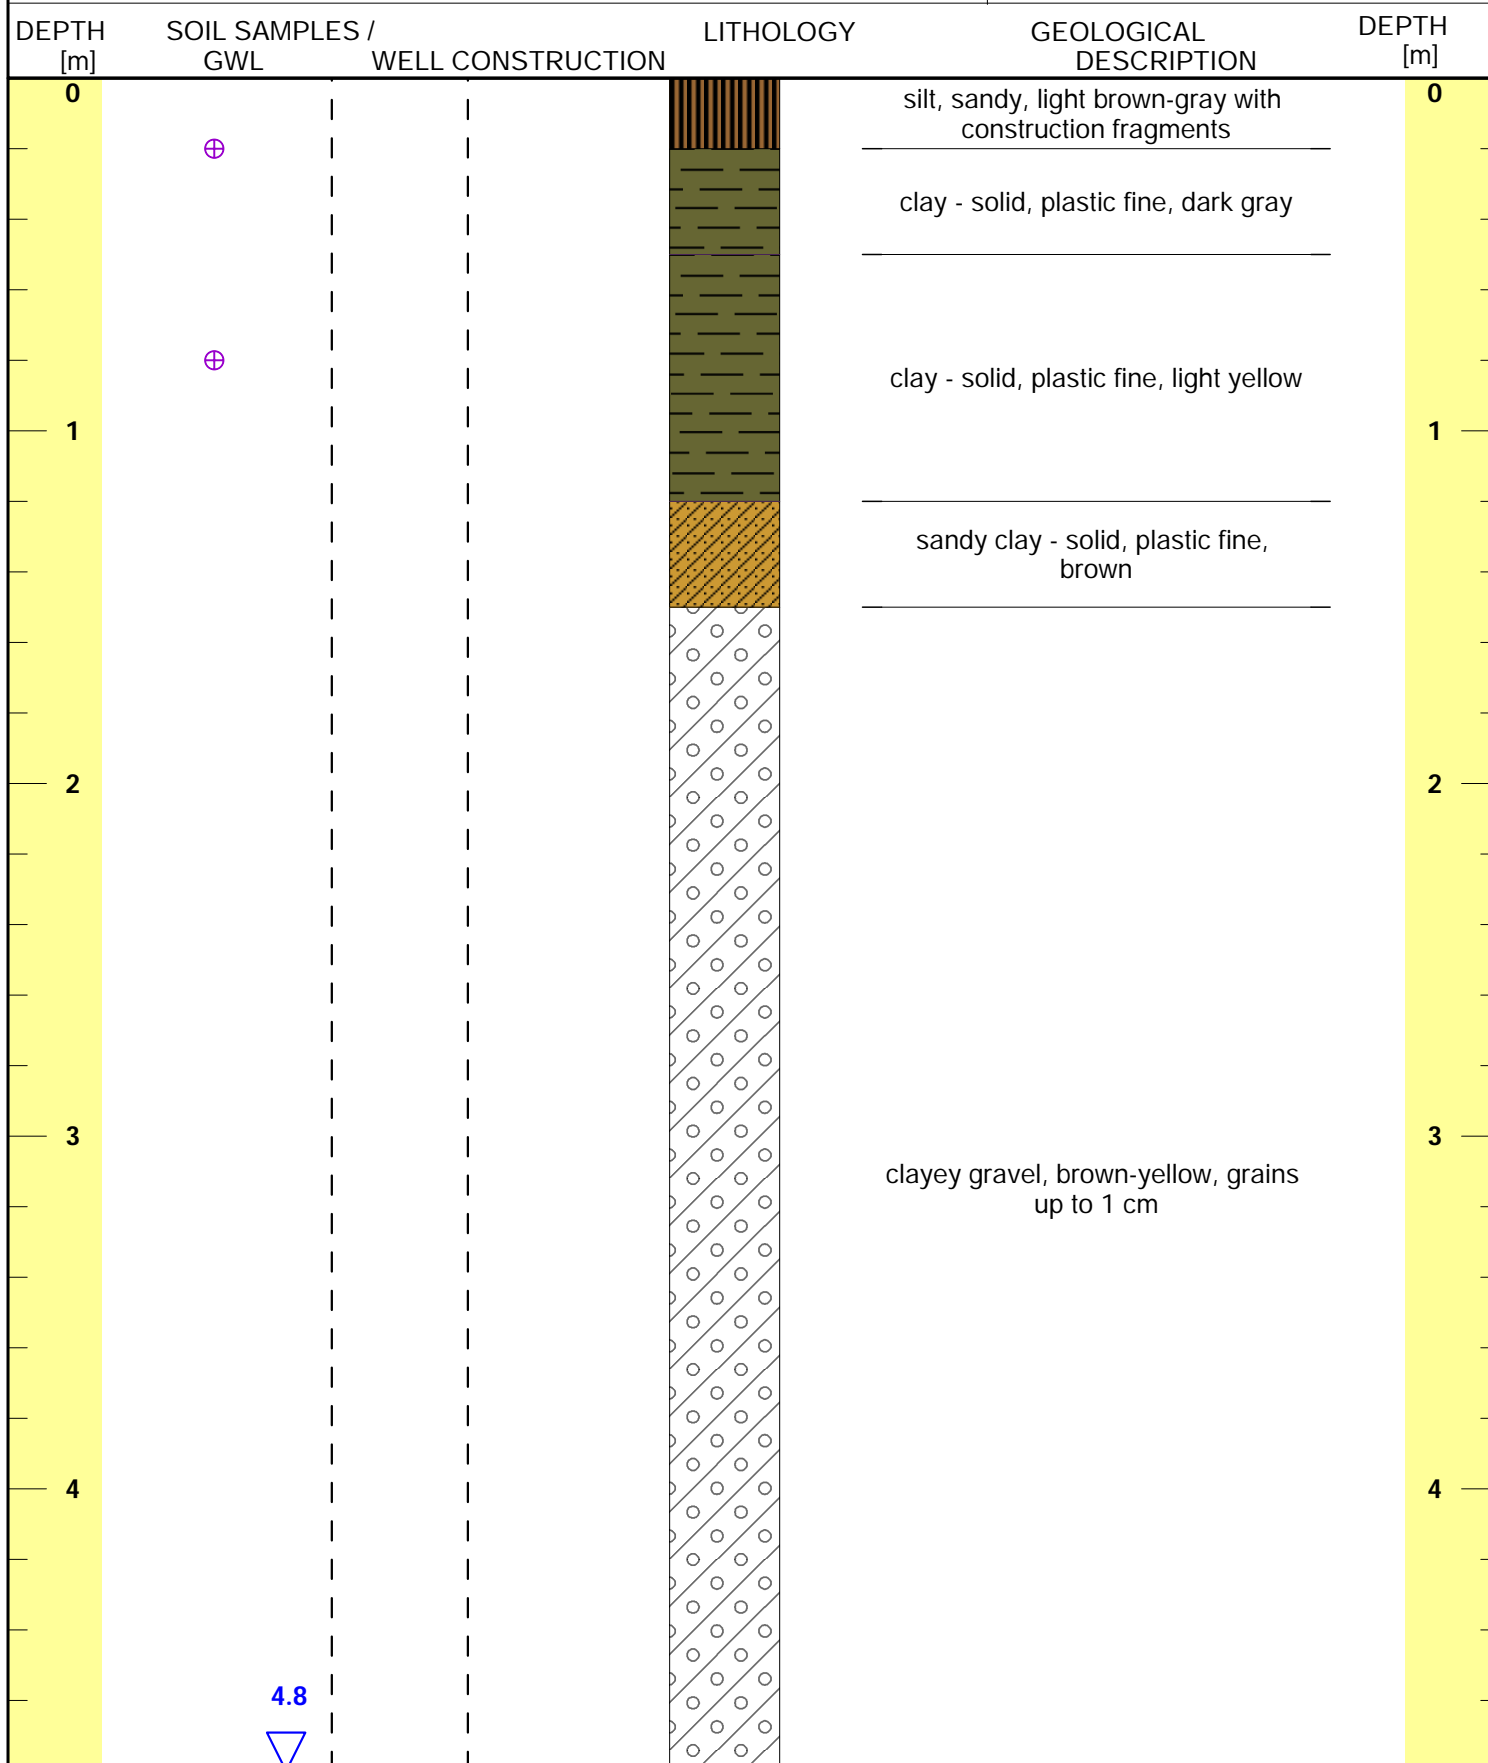 DEPTH
[m]
SOIL SAMPLES /
GWL
WELL CONSTRUCTION
LITHOLOGY
GEOLOGICAL
DESCRIPTION
DEPTH
[m]
0
silt, sandy, light brown-gray with
construction fragments
0
clay - solid, plastic fine, dark gray
clay - solid, plastic fine, light yellow
1
1
sandy clay - solid, plastic fine,
brown
2
2
3
3
clayey gravel, brown-yellow, grains
up to 1 cm
4
4
4.8